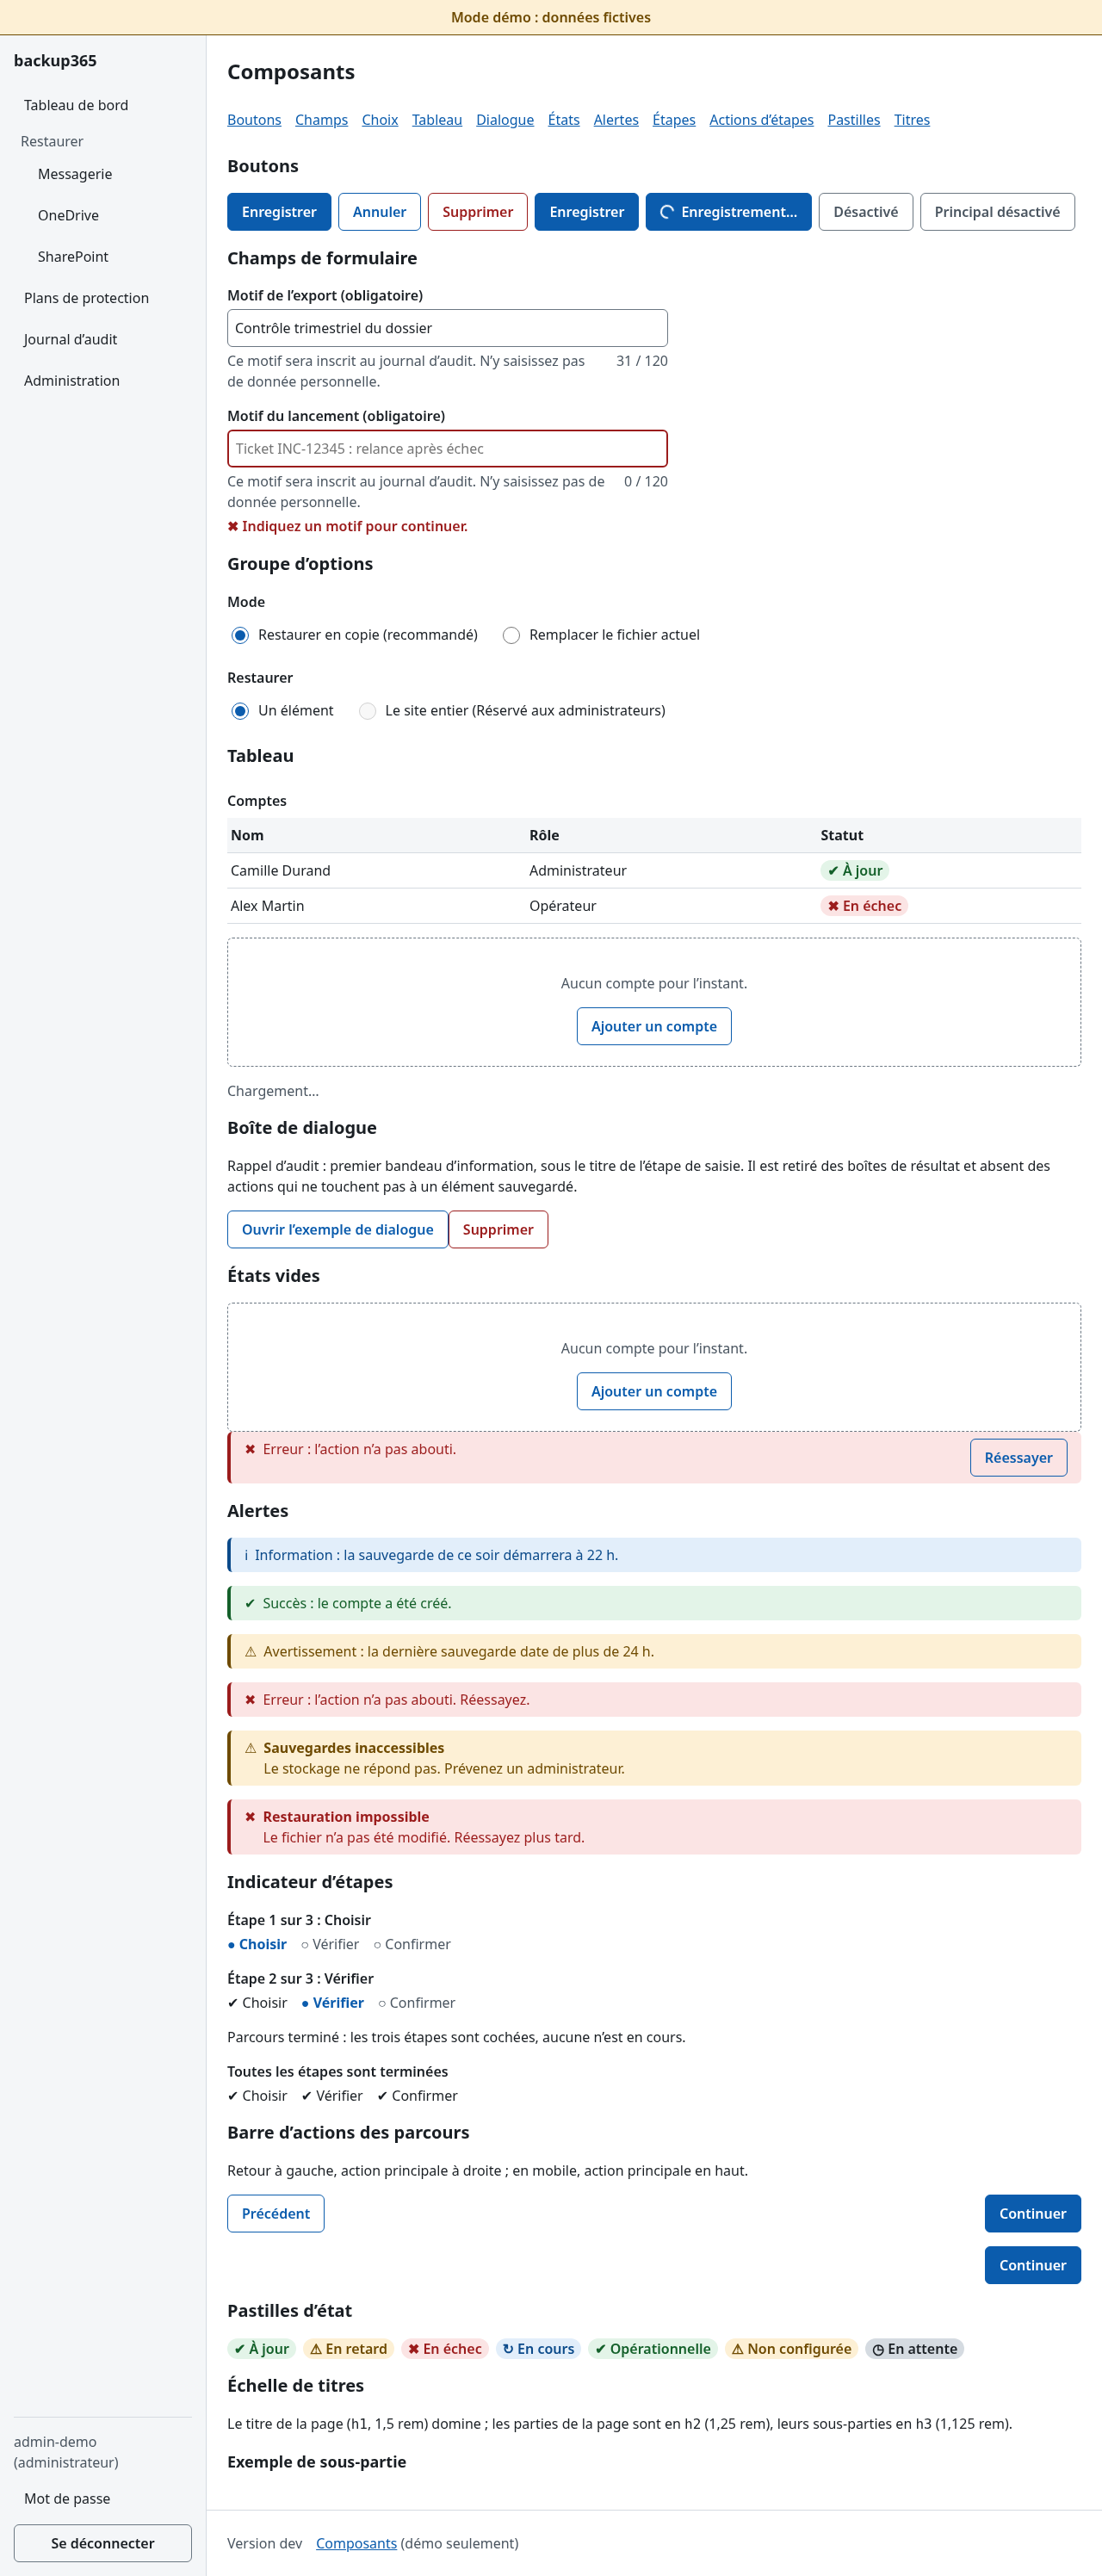 Mode démo : données fictives
backup365
Tableau de bord
Restaurer
Messagerie
OneDrive
SharePoint
Plans de protection
Journal d’audit
Administration
Composants
Boutons Champs Choix Tableau Dialogue États Alertes Étapes Actions d’étapes Pastilles Titres
Boutons
Enregistrer Annuler Supprimer Enregistrer Enregistrement… Désactivé Principal désactivé
Champs de formulaire
Motif de l’export (obligatoire)
Contrôle trimestriel du dossier
Ce motif sera inscrit au journal d’audit. N’y saisissez pas 31 / 120
de donnée personnelle.
Motif du lancement (obligatoire)
Ticket INC-12345 : relance après échec
Ce motif sera inscrit au journal d’audit. N’y saisissez pas de 0 / 120
donnée personnelle.
✖ Indiquez un motif pour continuer.
Groupe d’options
Mode
Restaurer en copie (recommandé) Remplacer le fichier actuel
Restaurer
Un élément Le site entier (Réservé aux administrateurs)
Tableau
Comptes
Nom Rôle Statut
Camille Durand Administrateur ✔ À jour
Alex Martin Opérateur ✖ En échec
Aucun compte pour l’instant.
Ajouter un compte
Chargement…
Boîte de dialogue
Rappel d’audit : premier bandeau d’information, sous le titre de l’étape de saisie. Il est retiré des boîtes de résultat et absent des
actions qui ne touchent pas à un élément sauvegardé.
Ouvrir l’exemple de dialogue Supprimer
États vides
Aucun compte pour l’instant.
Ajouter un compte
✖ Erreur : l’action n’a pas abouti. Réessayer
Alertes
i Information : la sauvegarde de ce soir démarrera à 22 h.
✔ Succès : le compte a été créé.
⚠ Avertissement : la dernière sauvegarde date de plus de 24 h.
✖ Erreur : l’action n’a pas abouti. Réessayez.
⚠ Sauvegardes inaccessibles
Le stockage ne répond pas. Prévenez un administrateur.
✖ Restauration impossible
Le fichier n’a pas été modifié. Réessayez plus tard.
Indicateur d’étapes
Étape 1 sur 3 : Choisir
● Choisir ○ Vérifier ○ Confirmer
Étape 2 sur 3 : Vérifier
✔ Choisir ● Vérifier ○ Confirmer
Parcours terminé : les trois étapes sont cochées, aucune n’est en cours.
Toutes les étapes sont terminées
✔ Choisir ✔ Vérifier ✔ Confirmer
Barre d’actions des parcours
Retour à gauche, action principale à droite ; en mobile, action principale en haut.
Précédent Continuer
Continuer
Pastilles d’état
✔ À jour ⚠ En retard ✖ En échec ↻ En cours ✔ Opérationnelle ⚠ Non configurée ◷ En attente
Échelle de titres
Le titre de la page (h1, 1,5 rem) domine ; les parties de la page sont en h2 (1,25 rem), leurs sous-parties en h3 (1,125 rem).
Exemple de sous-partie
admin-demo
(administrateur)
Mot de passe
Se déconnecter
Version dev Composants (démo seulement)